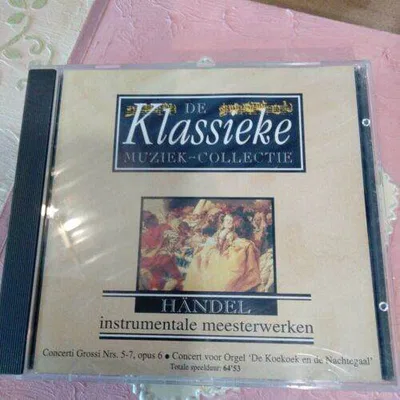 DE
Klassieke
MUZIEK-COLLECTIE
HÄNDEL
instrumentale meesterwerken
Concerti Grossi Nrs. 5-7, opus 6 • Concert voor Orgel 'De Koekoek en de Nachtegaal'
Totale speelduur: 64'53